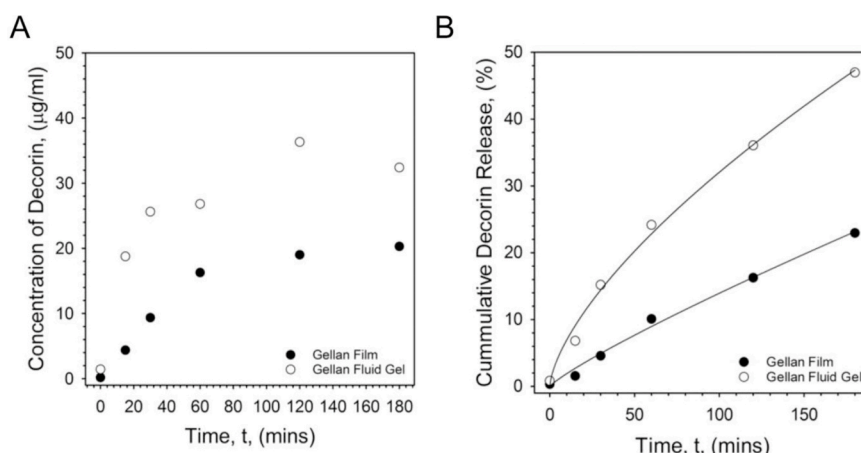 A
50
40
30
20
10
0
Concentration of Decorin, (µg/ml)
Gellan Film
Gellan Fluid Gel
0 20 40 60 80 100 120 140 160 180
Time, t, (mins)
B
50
40
30
20
10
0
Cummulative Decorin Release, (%)
Gellan Film
Gellan Fluid Gel
0 50 100 150
Time, t, (mins)